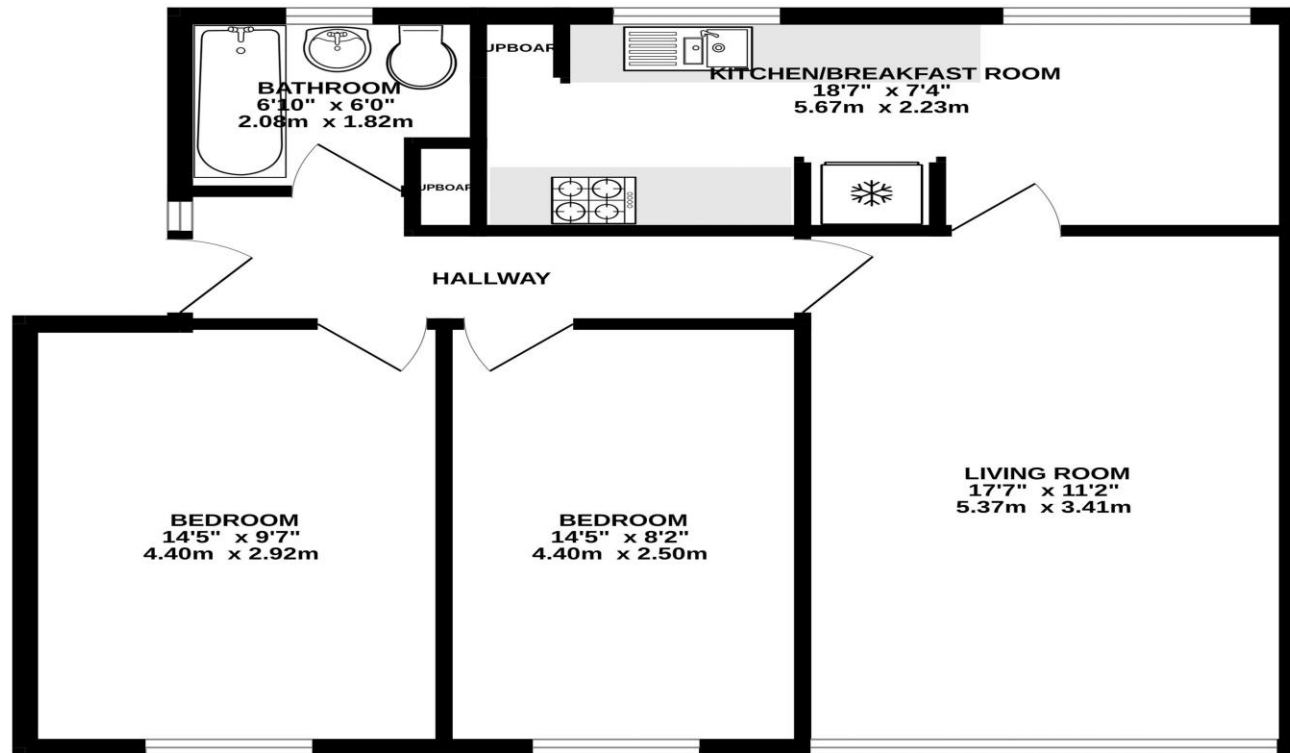 BATHROOM
6'10" x 6'0"
2.08m x 1.82m
UPBOAR
KITCHEN/BREAKFAST ROOM
18'7" x 7'4"
5.67m x 2.23m
UPBOAR
HALLWAY
LIVING ROOM
17'7" x 11'2"
5.37m x 3.41m
BEDROOM
14'5" x 9'7"
4.40m x 2.92m
BEDROOM
14'5" x 8'2"
4.40m x 2.50m